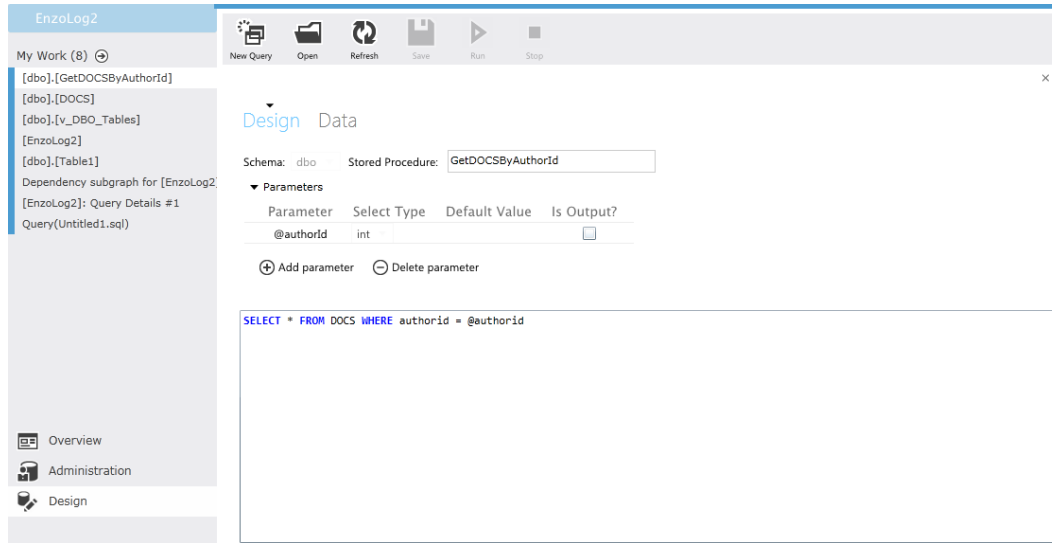 EnzoLog2
My Work (8)
[dbo].[GetDOCSByAuthorId]
[dbo].[DOCS]
[dbo].[v_DBO_Tables]
[EnzoLog2]
[dbo].[Table1]
Dependency subgraph for [EnzoLog2]
[EnzoLog2]: Query Details #1
Query(Untitled1.sql)
Overview
Administration
Design
New Query Open Refresh Save Run Stop
Design Data
Schema: dbo Stored Procedure: GetDOCSByAuthorId
Parameters
Parameter Select Type Default Value Is Output?
@authorId int
Add parameter Delete parameter
SELECT * FROM DOCS WHERE authorid = @authorid